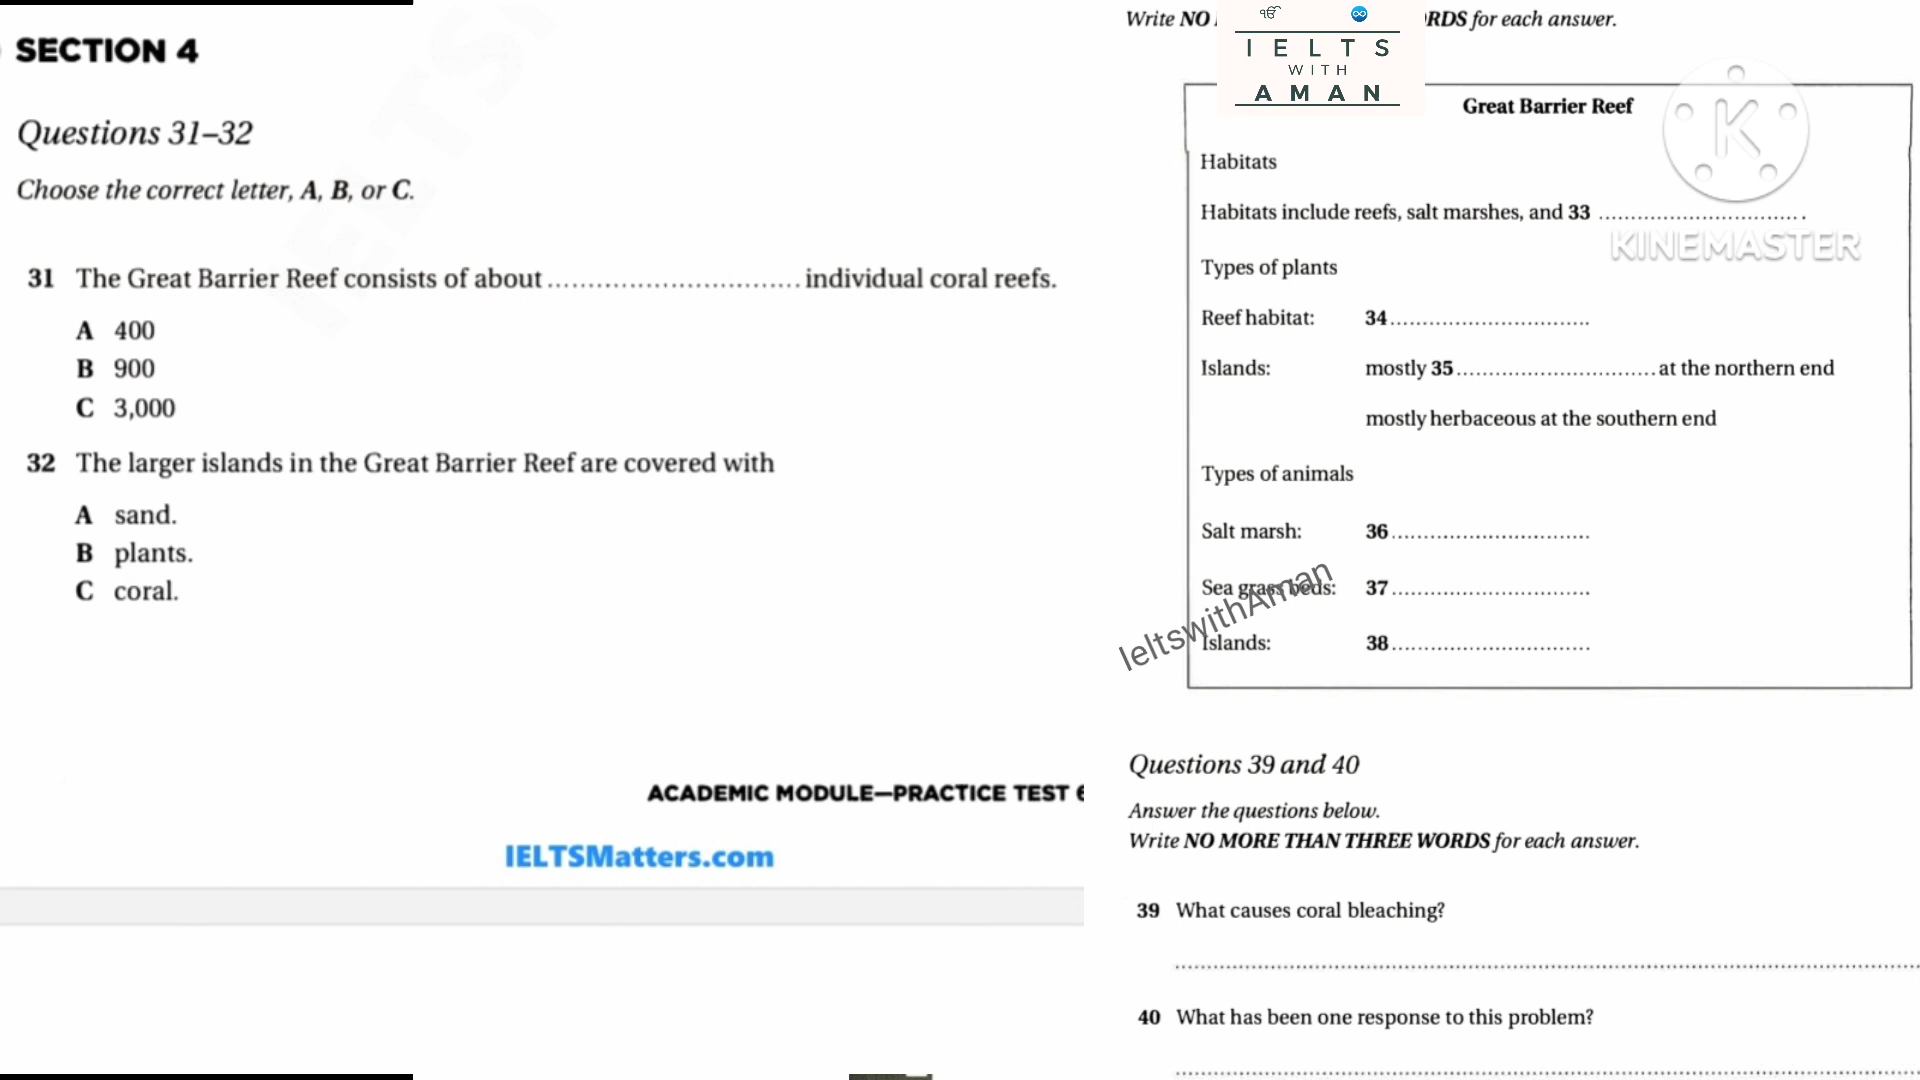 SECTION 4
Questions 31–32
Choose the correct letter, A, B, or C.
31 The Great Barrier Reef consists of about .............................. individual coral reefs.
A 400
B 900
C 3,000
32 The larger islands in the Great Barrier Reef are covered with
A sand.
B plants.
C coral.
ACADEMIC MODULE—PRACTICE TEST 6
IELTSMatters.com
Write NO
RDS for each answer.
ੴ
IELTS
WITH
AMAN
Great Barrier Reef
Habitats
Habitats include reefs, salt marshes, and 33 ..............................
KINEMASTER
Types of plants
Reef habitat: 34 ..............................
Islands: mostly 35 .............................. at the northern end
mostly herbaceous at the southern end
Types of animals
Salt marsh: 36 ..............................
Sea grass beds: 37 ..............................
Islands: 38 ..............................
IeltswithAman
Questions 39 and 40
Answer the questions below.
Write NO MORE THAN THREE WORDS for each answer.
39 What causes coral bleaching?
40 What has been one response to this problem?